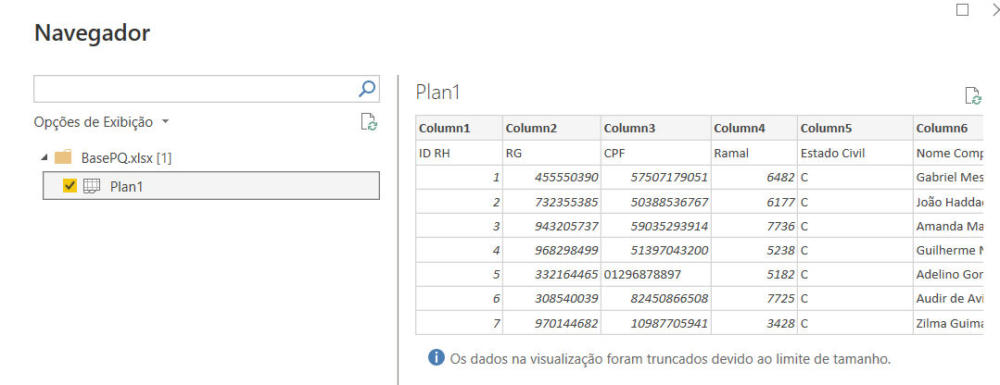 Navegador
Opções de Exibição
BasePQ.xlsx [1]
Plan1
Plan1
Column1 Column2 Column3 Column4 Column5 Column6
ID RH RG CPF Ramal Estado Civil Nome Comp
1 455550390 57507179051 6482 C Gabriel Mes
2 732355385 50388536767 6177 C João Haddad
3 943205737 59035293914 7736 C Amanda Ma
4 968298499 51397043200 5238 C Guilherme N
5 332164465 01296878897 5182 C Adelino Gon
6 308540039 82450866508 7725 C Audir de Avi
7 970144682 10987705941 3428 C Zilma Guima
Os dados na visualização foram truncados devido ao limite de tamanho.